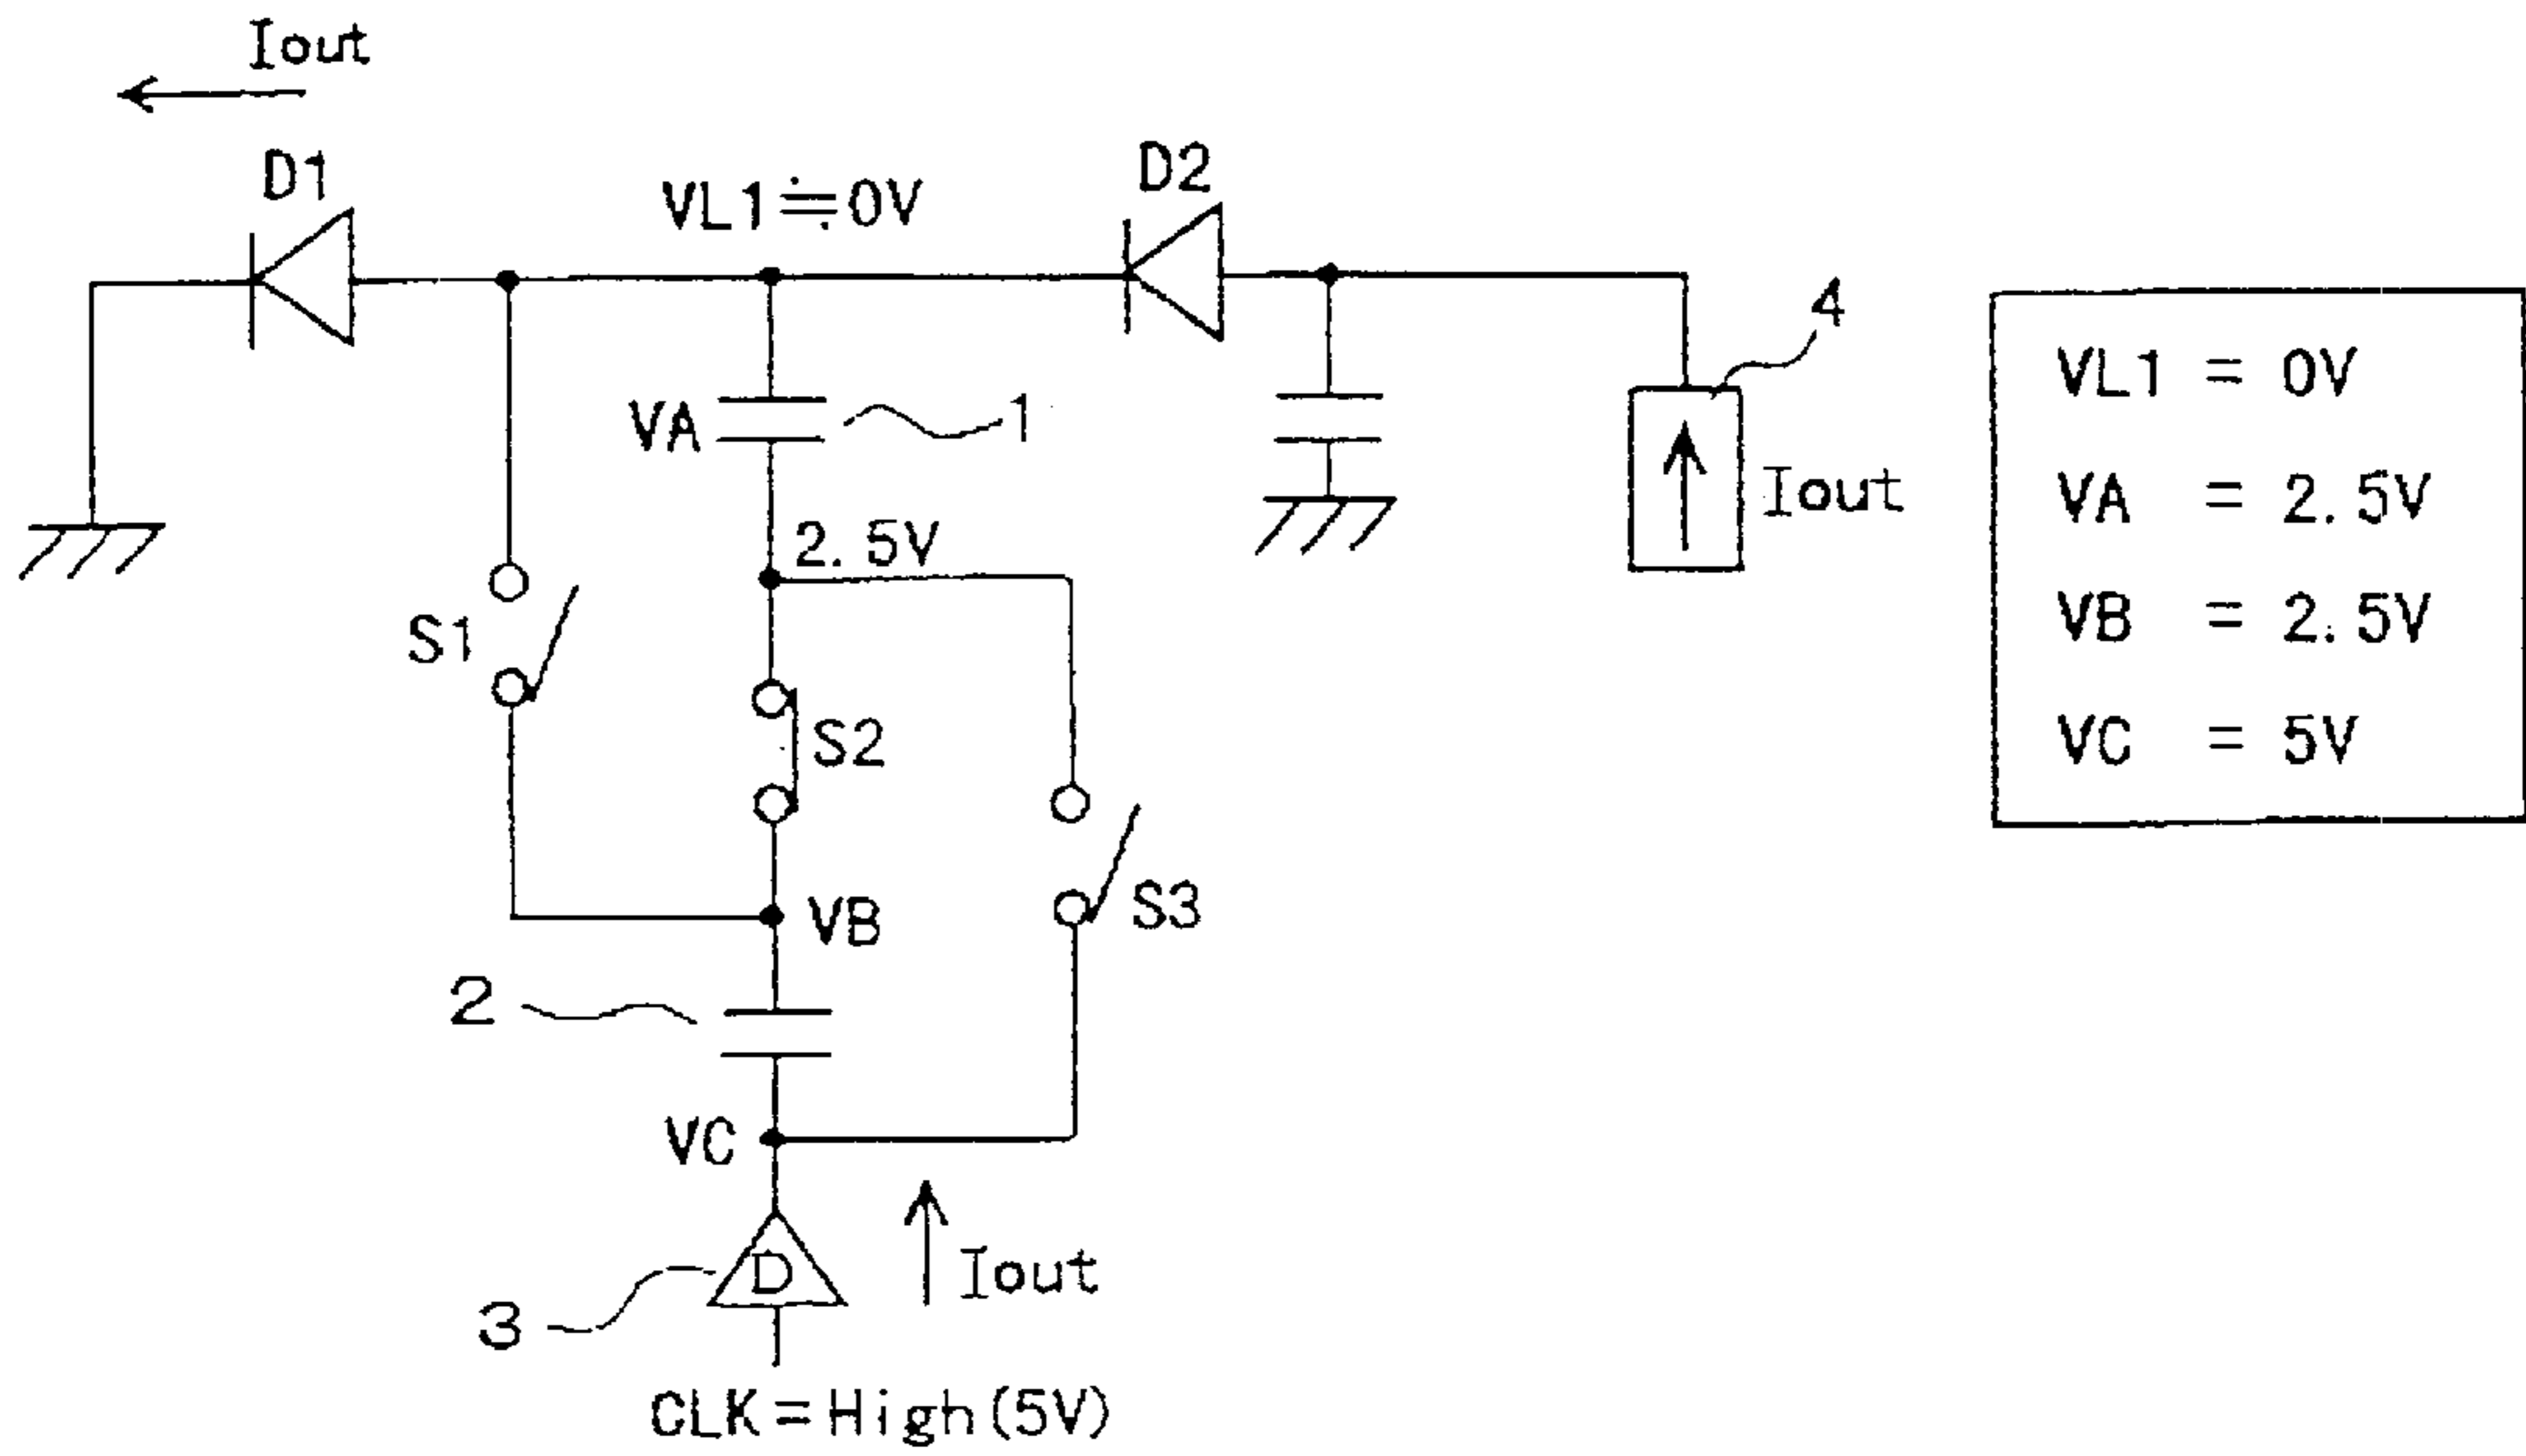 Iout
D1
VL1≒0V
D2
4
VA
1
Iout
2.5V
S1
S2
S3
VB
2
VC
D
Iout
3
CLK=High(5V)
VL1 = 0V
VA = 2.5V
VB = 2.5V
VC = 5V